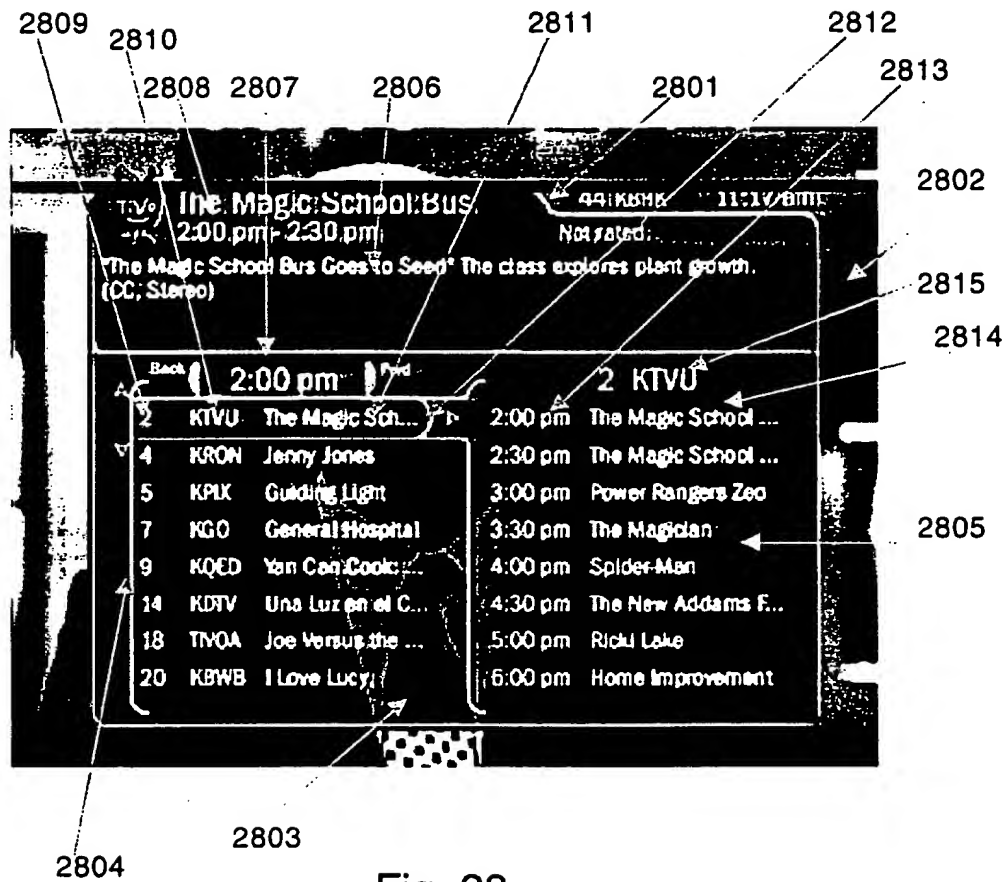 2809
2810
2811
2812
2808
2807
2806
2801
2813
2802
TiVo
The Magic School Bus
44 KBHK
11:17 am
2:00 pm - 2:30 pm
Not rated
"The Magic School Bus Goes to Seed" The class explores plant growth.
(CC, Stereo)
2815
2814
Back
2:00 pm
Fwd
2 KTVU
2 KTVU The Magic Sch...
2:00 pm The Magic School ...
4 KRON Jenny Jones
2:30 pm The Magic School ...
5 KPIX Guiding Light
3:00 pm Power Rangers Zeo
7 KGO General Hospital
3:30 pm The Magician
2805
9 KQED Yan Can Cook: ...
4:00 pm Spider-Man
14 KDTV Una Luz en el C...
4:30 pm The New Addams F...
18 TIVOA Joe Versus the ...
5:00 pm Ricki Lake
20 KBWB I Love Lucy
6:00 pm Home Improvement
2803
2804